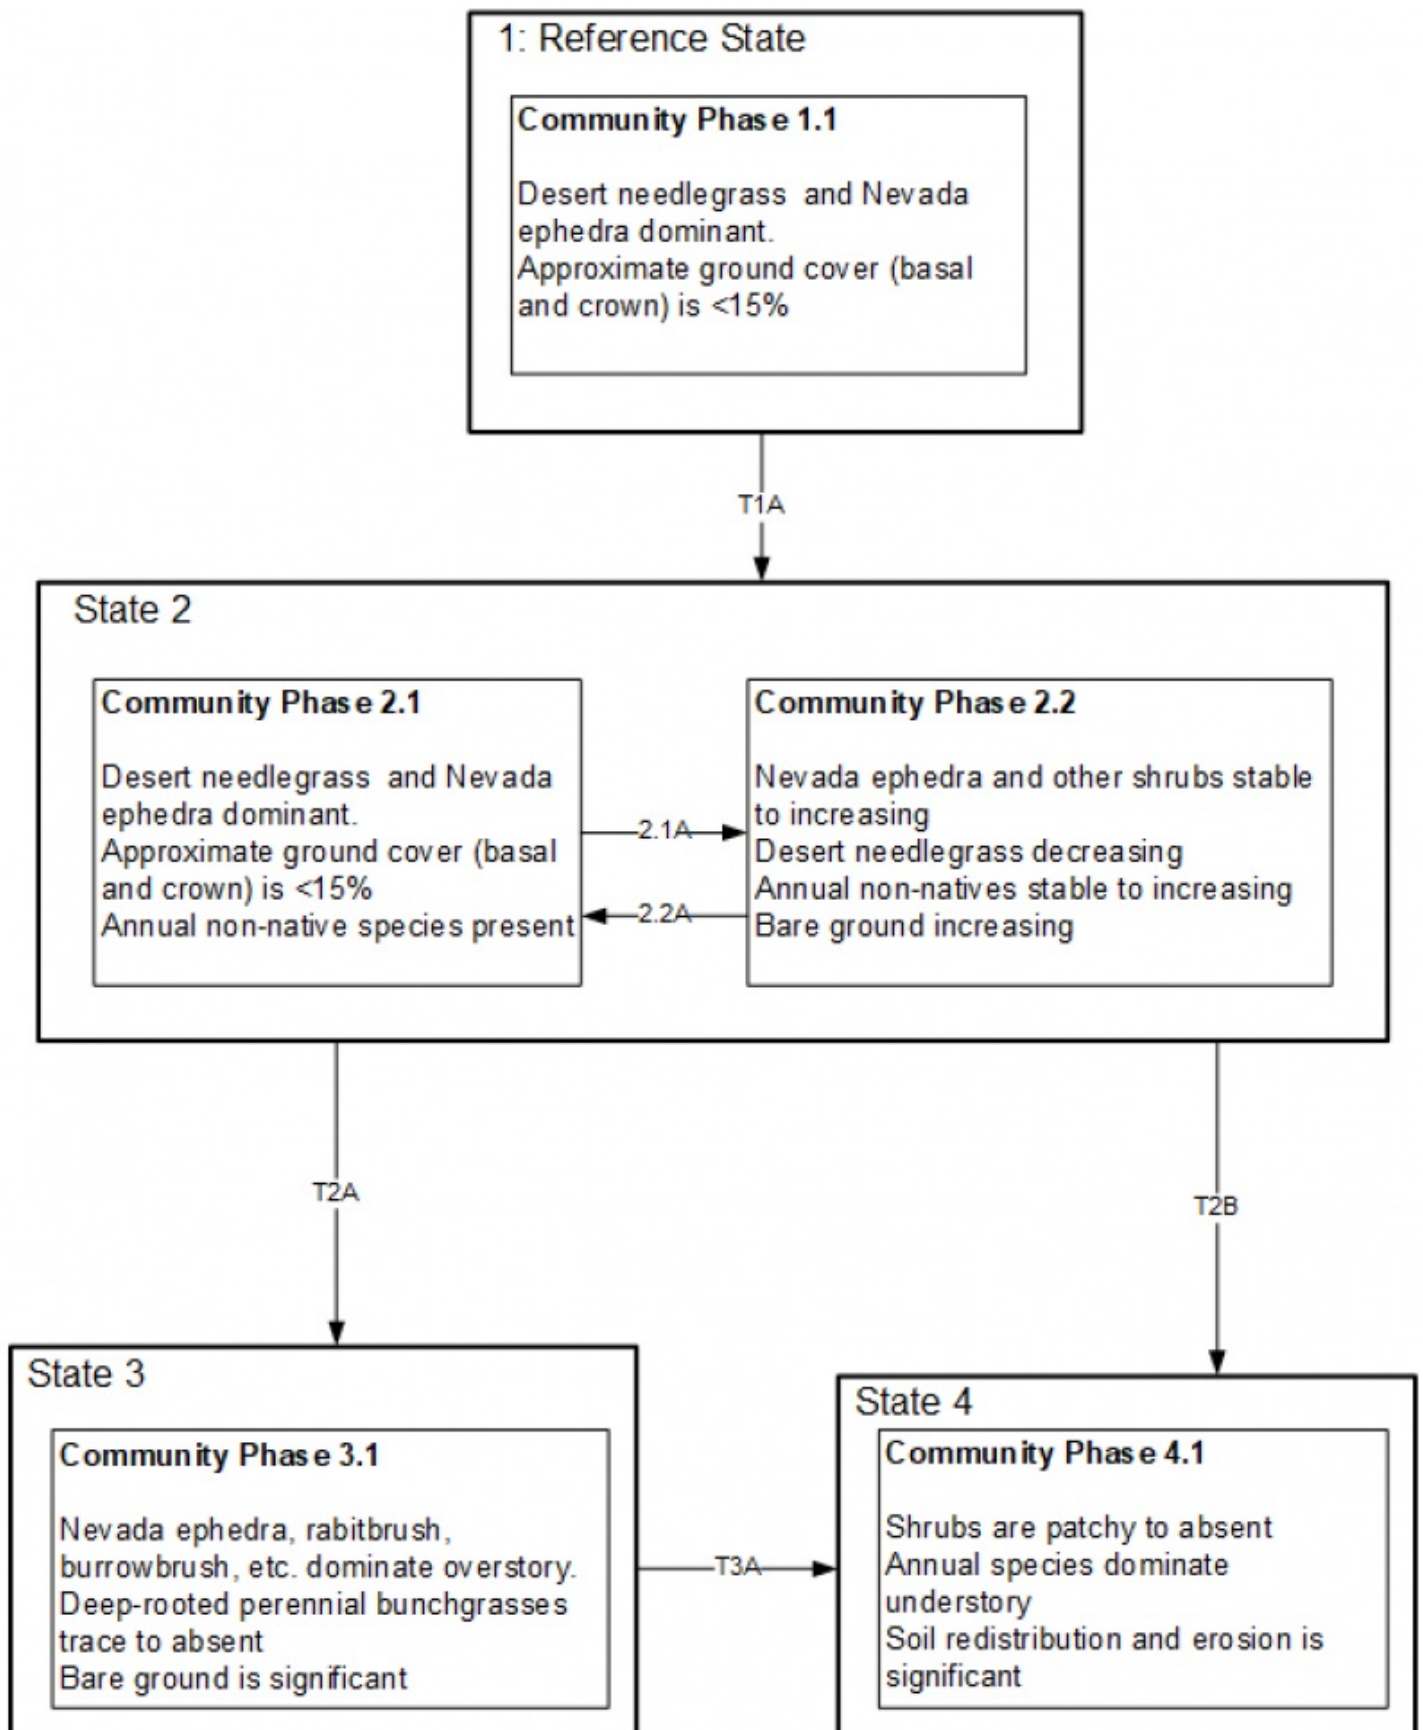 1: Reference State
Community Phase 1.1
Desert needlegrass and Nevada
ephedra dominant.
Approximate ground cover (basal
and crown) is <15%
T1A
State 2
Community Phase 2.1
Desert needlegrass and Nevada
ephedra dominant.
Approximate ground cover (basal
and crown) is <15%
Annual non-native species present
2.1A
2.2A
Community Phase 2.2
Nevada ephedra and other shrubs stable
to increasing
Desert needlegrass decreasing
Annual non-natives stable to increasing
Bare ground increasing
T2A
T2B
State 3
Community Phase 3.1
Nevada ephedra, rabitbrush,
burrowbrush, etc. dominate overstory.
Deep-rooted perennial bunchgrasses
trace to absent
Bare ground is significant
T3A
State 4
Community Phase 4.1
Shrubs are patchy to absent
Annual species dominate
understory
Soil redistribution and erosion is
significant